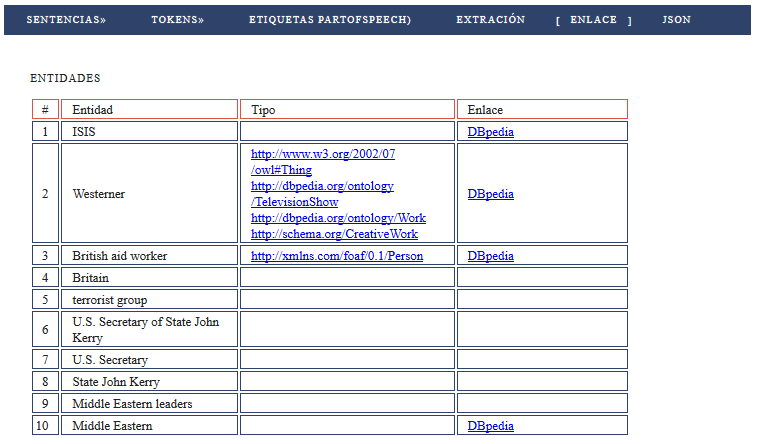 SENTENCIAS» TOKENS» ETIQUETAS PARTOFSPEECH) EXTRACIÓN [ ENLACE ] JSON
ENTIDADES
# Entidad Tipo Enlace
1 ISIS DBpedia
2 Westerner http://www.w3.org/2002/07
/owl#Thing
http://dbpedia.org/ontology
/TelevisionShow
http://dbpedia.org/ontology/Work
http://schema.org/CreativeWork DBpedia
3 British aid worker http://xmlns.com/foaf/0.1/Person DBpedia
4 Britain
5 terrorist group
6 U.S. Secretary of State John
Kerry
7 U.S. Secretary
8 State John Kerry
9 Middle Eastern leaders
10 Middle Eastern DBpedia